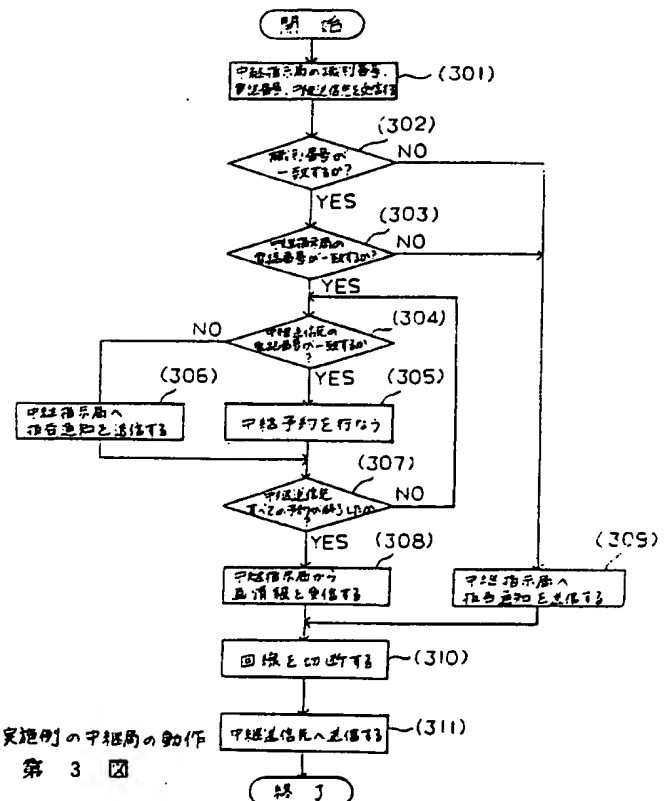 開始
中継指示局の識別番号、
電話番号、中継送信先を受信する
(301)
(302)
識別番号が
一致するか?
NO
YES
(303)
中継指示局の
電話番号が一致するか?
NO
YES
(304)
中継送信先の
電話番号が一致するか
?
NO
YES
(306)
中継指示局へ
拒否通知を送信する
(305)
中継予約を行なう
(307)
中継送信先
すべての予約が終了したか
?
NO
YES
(308)
中継指示局から
画情報を受信する
(309)
中継指示局へ
拒否通知を送信する
回線を切断する
(310)
中継送信先へ送信する
(311)
実施例の中継局の動作
第 3 図
終了